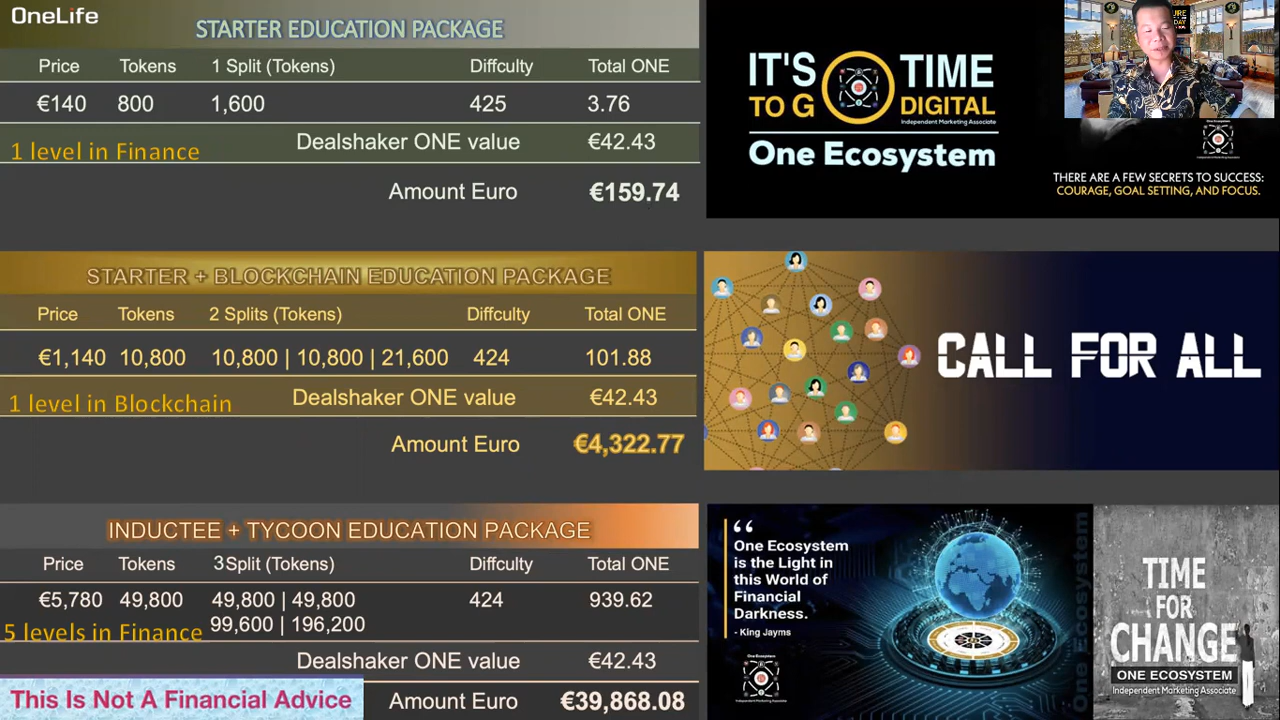 OneLife
STARTER EDUCATION PACKAGE
Price Tokens 1 Split (Tokens) Diffculty Total ONE
€140 800 1,600 425 3.76
1 level in Finance
Dealshaker ONE value €42.43
Amount Euro €159.74
IT'S TIME
TO G DIGITAL
Independent Marketing Associate
One Ecosystem
THERE ARE A FEW SECRETS TO SUCCESS:
COURAGE, GOAL SETTING, AND FOCUS.
STARTER + BLOCKCHAIN EDUCATION PACKAGE
Price Tokens 2 Splits (Tokens) Diffculty Total ONE
€1,140 10,800 10,800 | 10,800 | 21,600 424 101.88
1 level in Blockchain
Dealshaker ONE value €42.43
Amount Euro €4,322.77
CALL FOR ALL
INDUCTEE + TYCOON EDUCATION PACKAGE
Price Tokens 3Split (Tokens) Diffculty Total ONE
€5,780 49,800 49,800 | 49,800 424 939.62
99,600 | 196,200
5 levels in Finance
Dealshaker ONE value €42.43
This Is Not A Financial Advice
Amount Euro €39,868.08
“
One Ecosystem
is the Light in
this World of
Financial
Darkness.
- King Jayms
One Ecosystem
Independent Marketing Associate
One Ecosystem
TIME
FOR
CHANGE
ONE ECOSYSTEM
Independent Marketing Associate